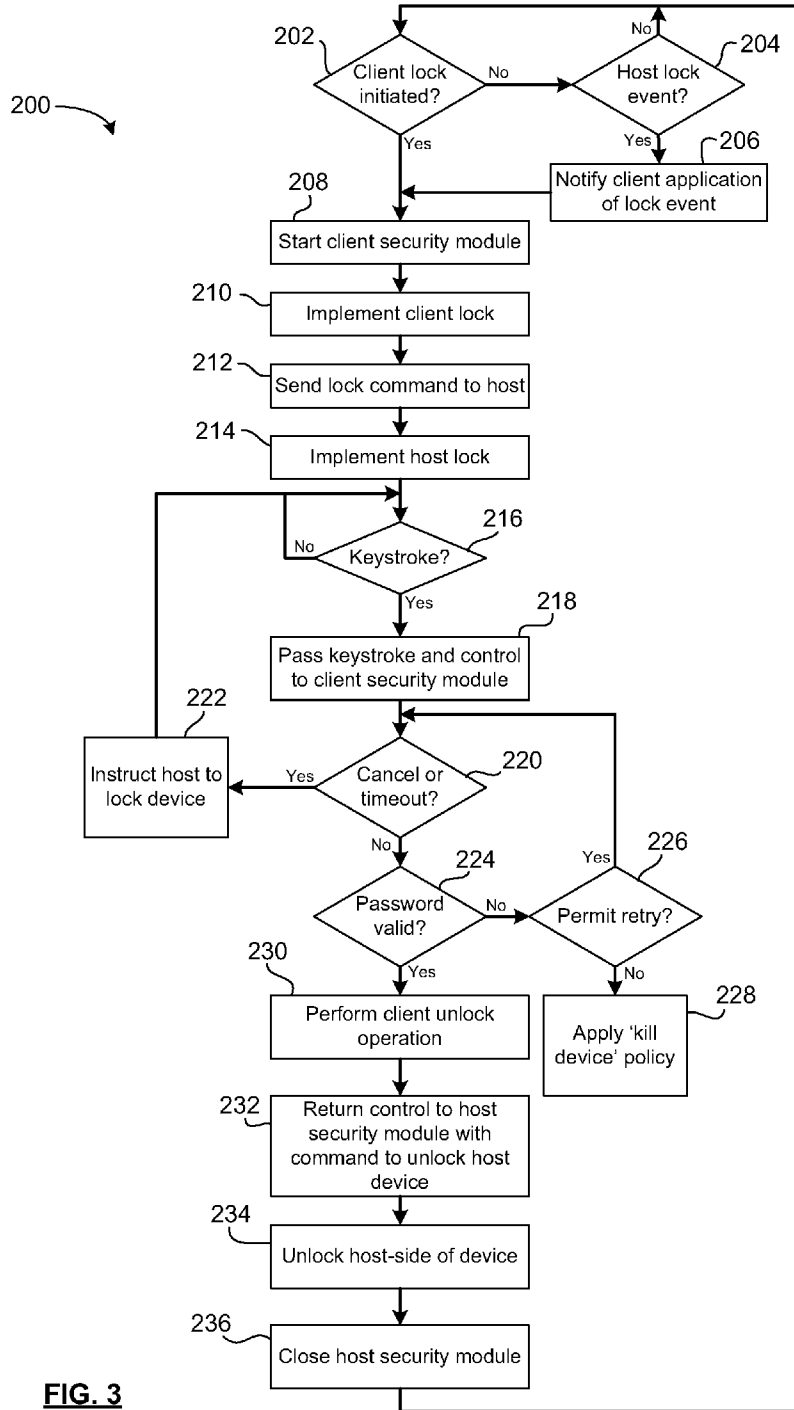 200
202
Client lock
initiated?
No
Yes
204
Host lock
event?
No
Yes
206
Notify client application
of lock event
208
Start client security module
210
Implement client lock
212
Send lock command to host
214
Implement host lock
216
Keystroke?
No
Yes
218
Pass keystroke and control
to client security module
220
Cancel or
timeout?
Yes
No
222
Instruct host to
lock device
224
Password
valid?
No
Yes
226
Permit retry?
Yes
No
228
Apply ‘kill
device’ policy
230
Perform client unlock
operation
232
Return control to host
security module with
command to unlock host
device
234
Unlock host-side of device
236
Close host security module
FIG. 3